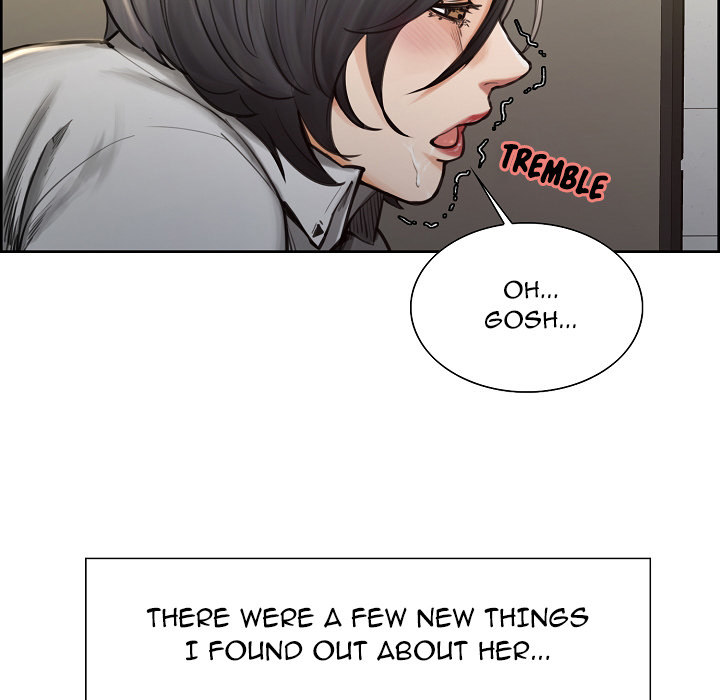 TREMBLE
OH...
GOSH...
THERE WERE A FEW NEW THINGS
I FOUND OUT ABOUT HER...